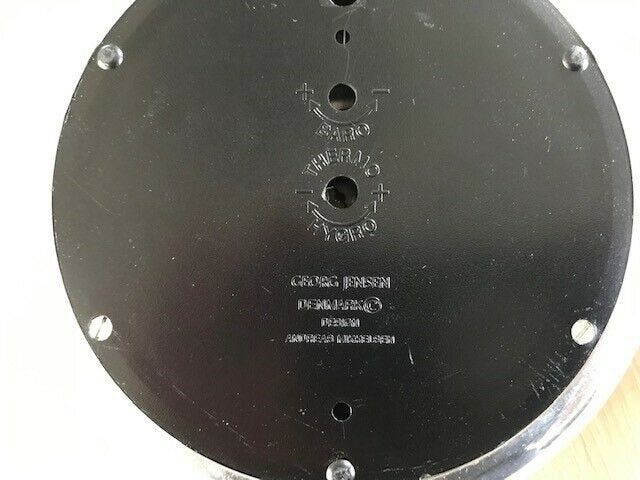 + −
BARO
THERMO
− +
HYGRO
GEORG JENSEN
DENMARK©
DESIGN
ANDREAS MIKKELSEN